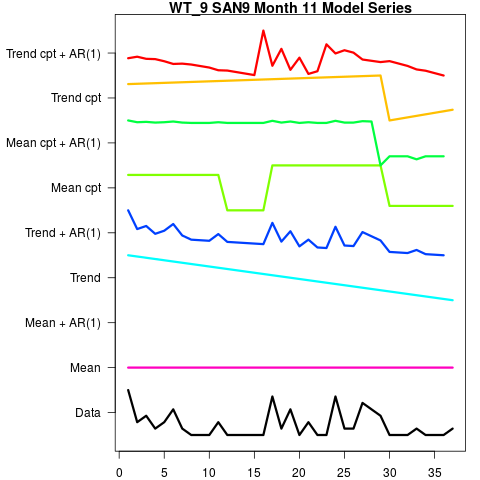 WT_9 SAN9 Month 11 Model Series
Trend cpt + AR(1)
Trend cpt
Mean cpt + AR(1)
Mean cpt
Trend + AR(1)
Trend
Mean + AR(1)
Mean
Data
0 5 10 15 20 25 30 35